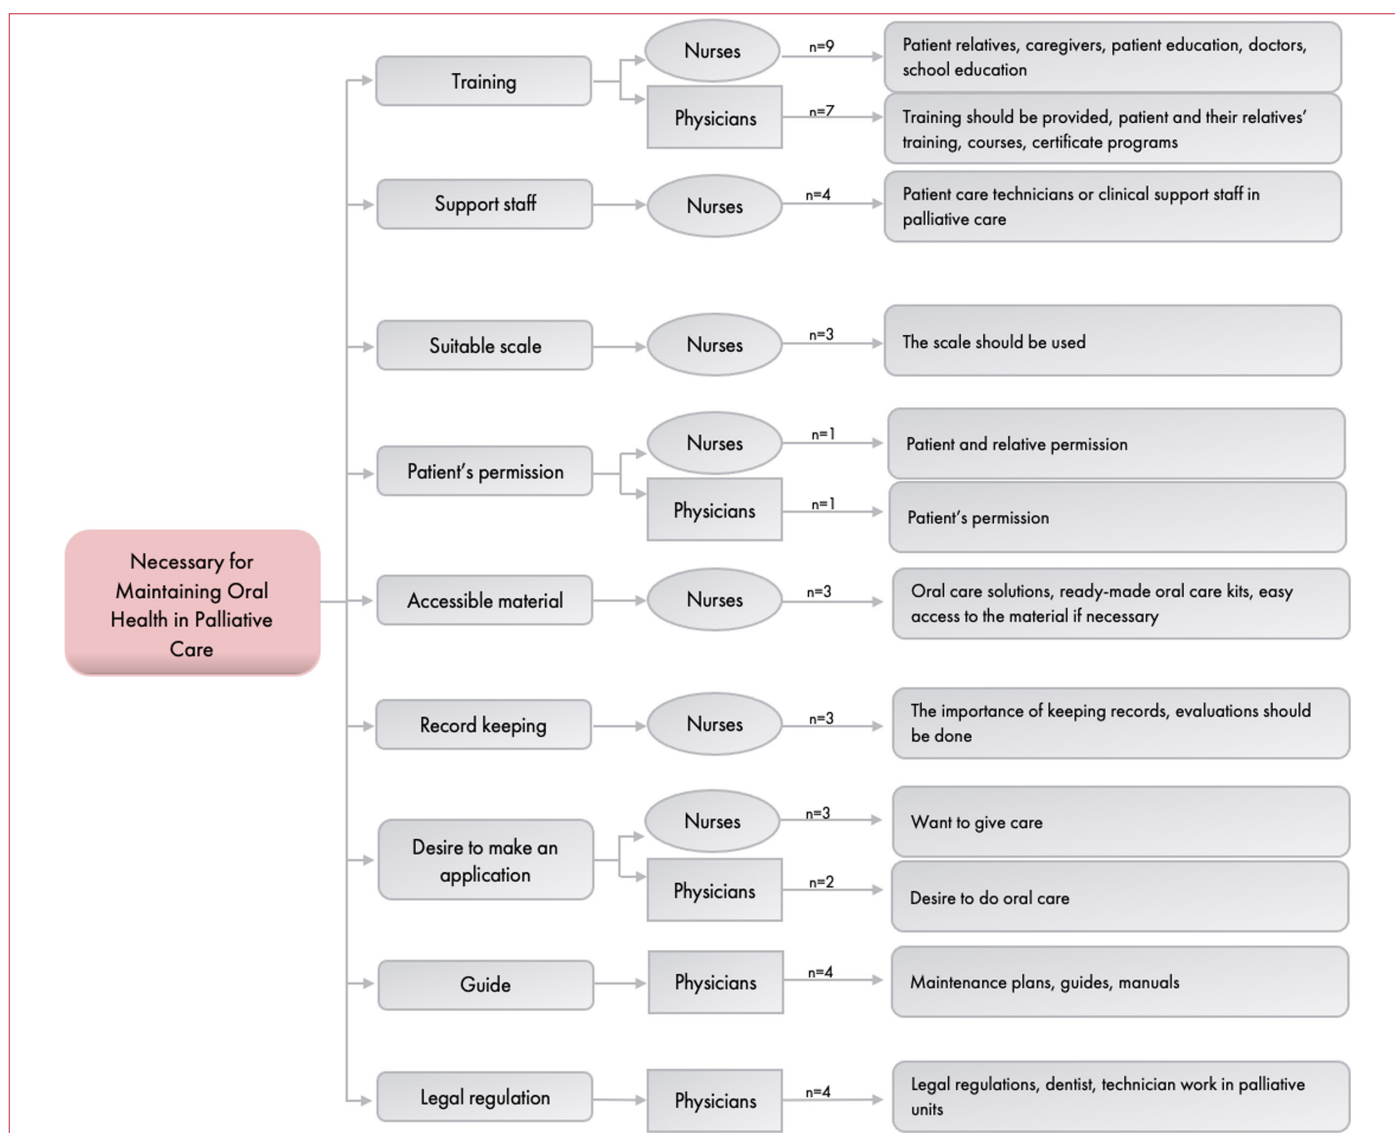 Necessary for
Maintaining Oral
Health in Palliative
Care
Training
Nurses
n=9
Patient relatives, caregivers, patient education, doctors,
school education
Physicians
n=7
Training should be provided, patient and their relatives’
training, courses, certificate programs
Support staff
Nurses
n=4
Patient care technicians or clinical support staff in
palliative care
Suitable scale
Nurses
n=3
The scale should be used
Patient’s permission
Nurses
n=1
Patient and relative permission
Physicians
n=1
Patient’s permission
Accessible material
Nurses
n=3
Oral care solutions, ready-made oral care kits, easy
access to the material if necessary
Record keeping
Nurses
n=3
The importance of keeping records, evaluations should
be done
Desire to make an
application
Nurses
n=3
Want to give care
Physicians
n=2
Desire to do oral care
Guide
Physicians
n=4
Maintenance plans, guides, manuals
Legal regulation
Physicians
n=4
Legal regulations, dentist, technician work in palliative
units